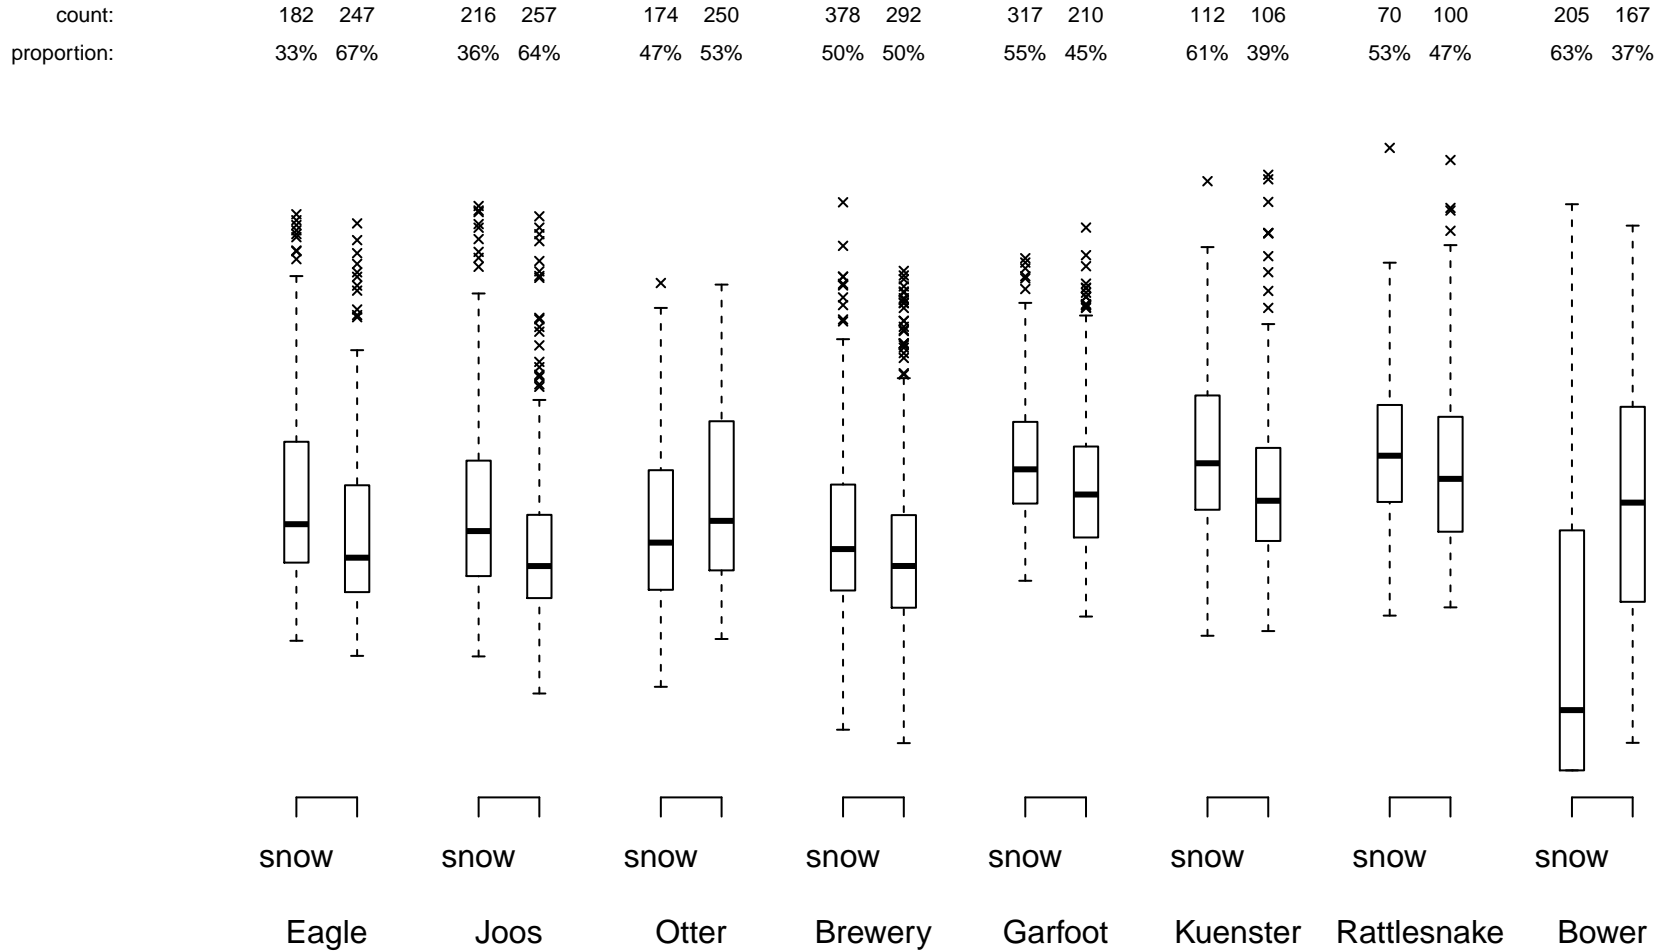 count: 182 247 216 257 174 250 378 292 317 210 112 106 70 100 205 167
proportion: 33% 67% 36% 64% 47% 53% 50% 50% 55% 45% 61% 39% 53% 47% 63% 37%
snow snow snow snow snow snow snow snow
Eagle Joos Otter Brewery Garfoot Kuenster Rattlesnake Bower